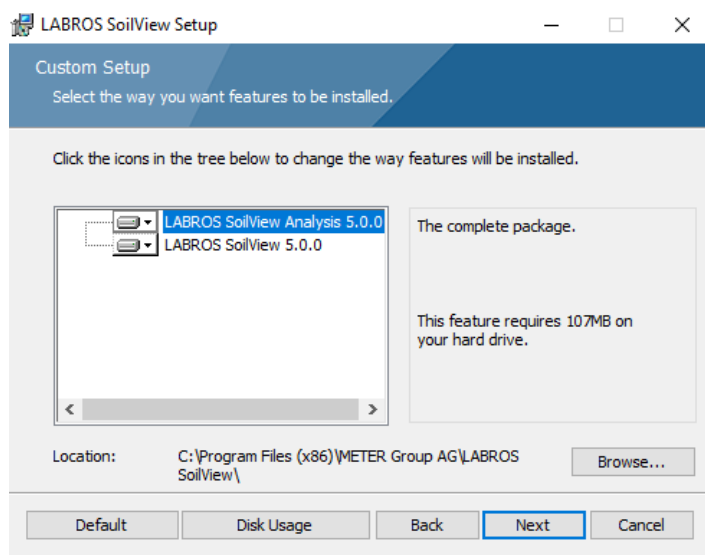 LABROS SoilView Setup
Custom Setup
Select the way you want features to be installed.
Click the icons in the tree below to change the way features will be installed.
LABROS SoilView Analysis 5.0.0
LABROS SoilView 5.0.0
The complete package.
This feature requires 107MB on
your hard drive.
Location:
C:\Program Files (x86)\METER Group AG\LABROS
SoilView\
Browse...
Default
Disk Usage
Back
Next
Cancel